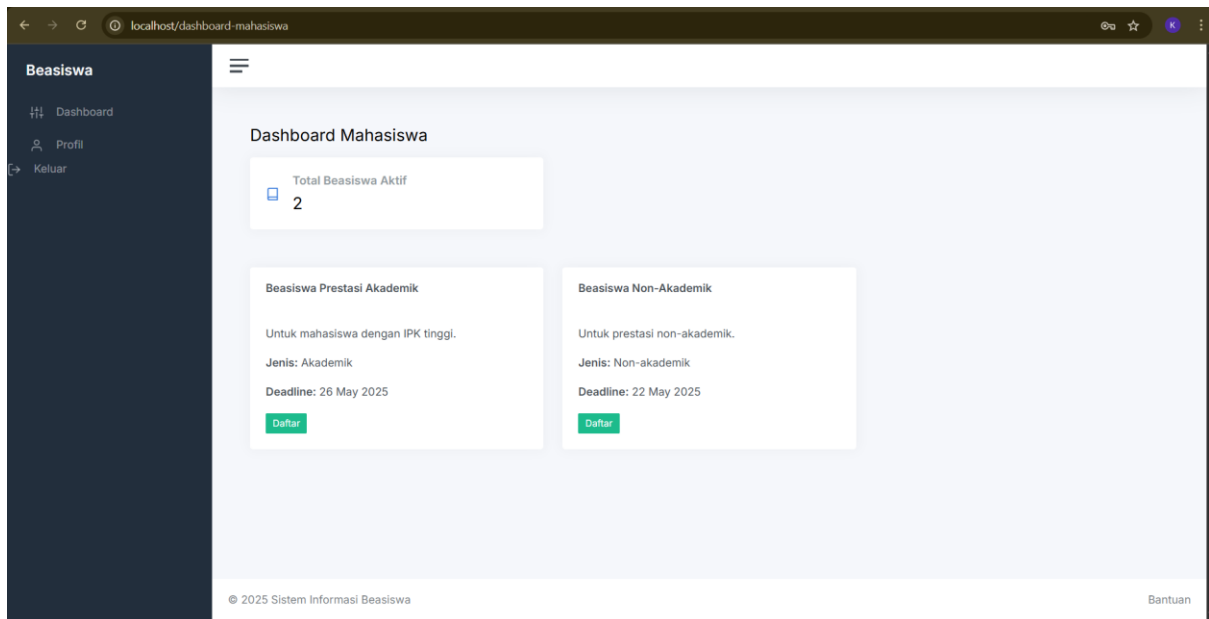 localhost/dashboard-mahasiswa
K
Beasiswa
Dashboard
Profil
Keluar
Dashboard Mahasiswa
Total Beasiswa Aktif
2
Beasiswa Prestasi Akademik
Untuk mahasiswa dengan IPK tinggi.
Jenis: Akademik
Deadline: 26 May 2025
Daftar
Beasiswa Non-Akademik
Untuk prestasi non-akademik.
Jenis: Non-akademik
Deadline: 22 May 2025
Daftar
© 2025 Sistem Informasi Beasiswa
Bantuan